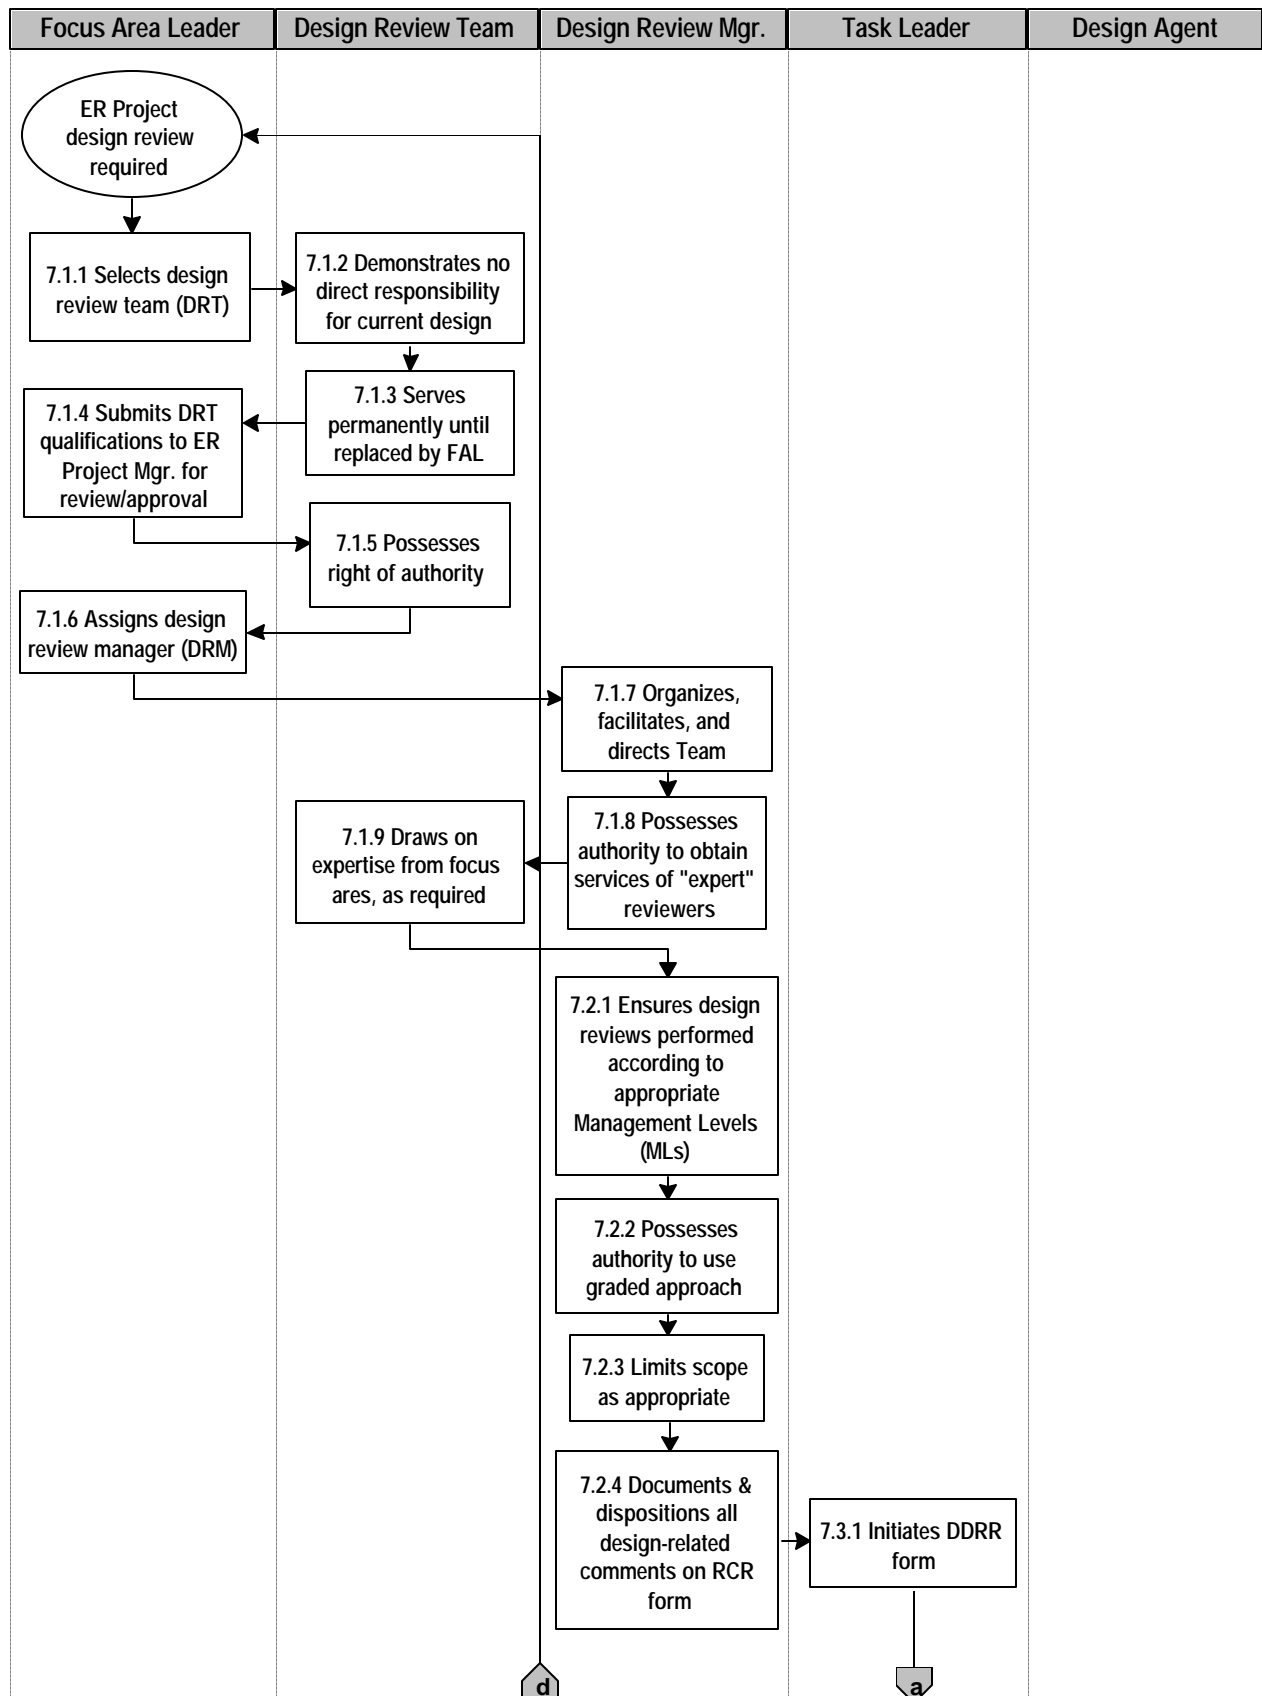 Focus Area Leader
Design Review Team
Design Review Mgr.
Task Leader
Design Agent
ER Project
design review
required
7.1.1 Selects design
review team (DRT)
7.1.2 Demonstrates no
direct responsibility
for current design
7.1.3 Serves
permanently until
replaced by FAL
7.1.4 Submits DRT
qualifications to ER
Project Mgr. for
review/approval
7.1.5 Possesses
right of authority
7.1.6 Assigns design
review manager (DRM)
7.1.7 Organizes,
facilitates, and
directs Team
7.1.8 Possesses
authority to obtain
services of "expert"
reviewers
7.1.9 Draws on
expertise from focus
ares, as required
7.2.1 Ensures design
reviews performed
according to
appropriate
Management Levels
(MLs)
7.2.2 Possesses
authority to use
graded approach
7.2.3 Limits scope
as appropriate
7.2.4 Documents &
dispositions all
design-related
comments on RCR
form
7.3.1 Initiates DDRR
form
d
a